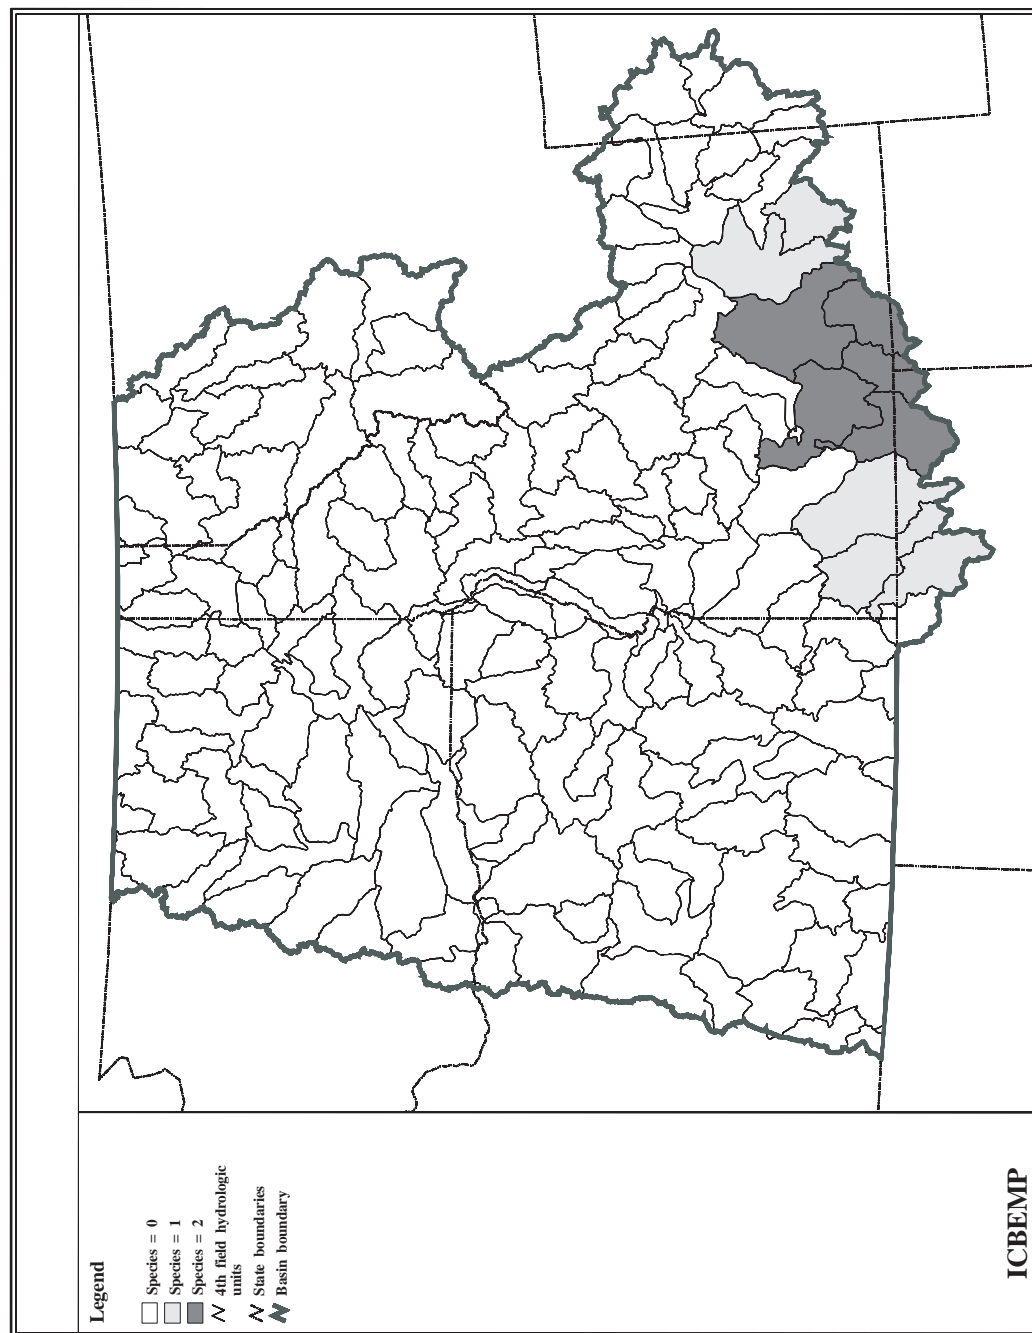 Legend
Species = 0
Species = 1
Species = 2
4th field hydrologic
units
State boundaries
Basin boundary
ICBEMP